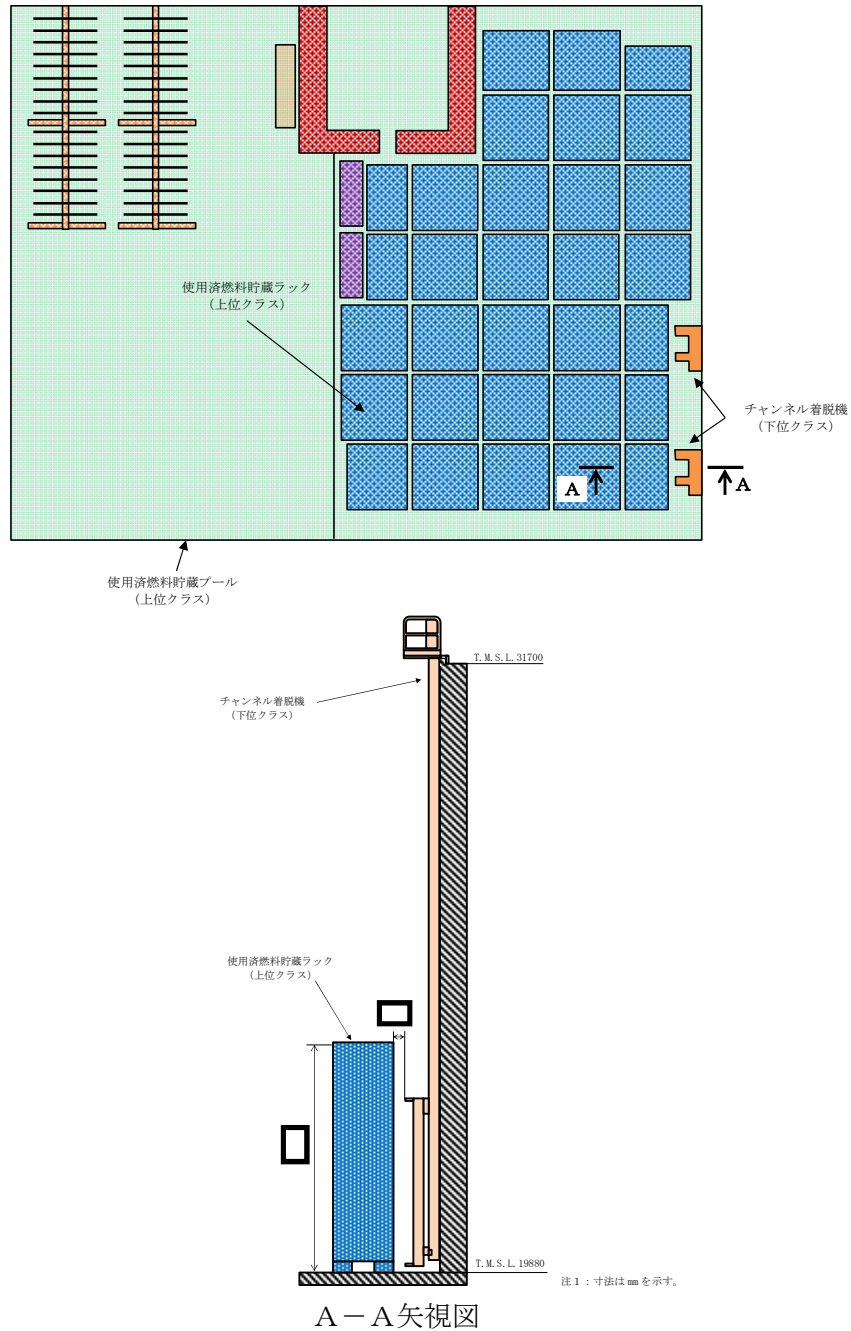 使用済燃料貯蔵ラック
（上位クラス）
チャンネル着脱機
（下位クラス）
A
A
使用済燃料貯蔵プール
（上位クラス）
T.M.S.L.31700
チャンネル着脱機
（下位クラス）
使用済燃料貯蔵ラック
（上位クラス）
T.M.S.L.19880
注1：寸法は㎜を示す。
A－A矢視図